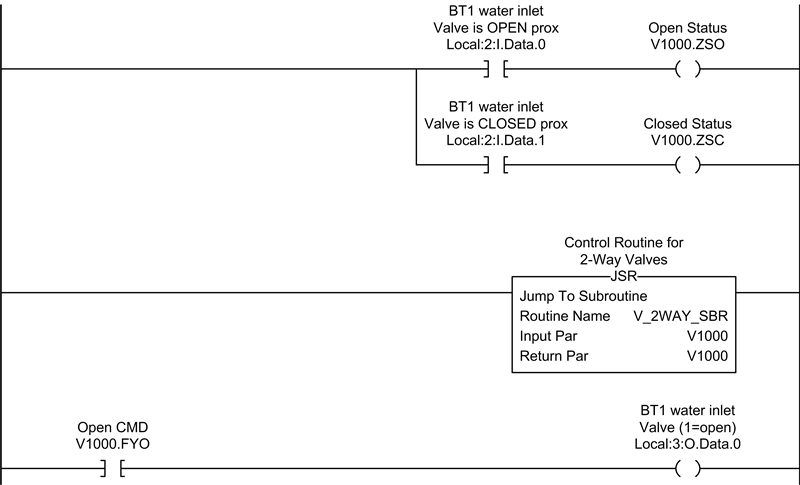 BT1 water inlet
Valve is OPEN prox
Local:2:I.Data.0
Open Status
V1000.ZSO
BT1 water inlet
Valve is CLOSED prox
Local:2:I.Data.1
Closed Status
V1000.ZSC
Control Routine for
2-Way Valves
JSR
Jump To Subroutine
Routine Name V_2WAY_SBR
Input Par V1000
Return Par V1000
Open CMD
V1000.FYO
BT1 water inlet
Valve (1=open)
Local:3:O.Data.0